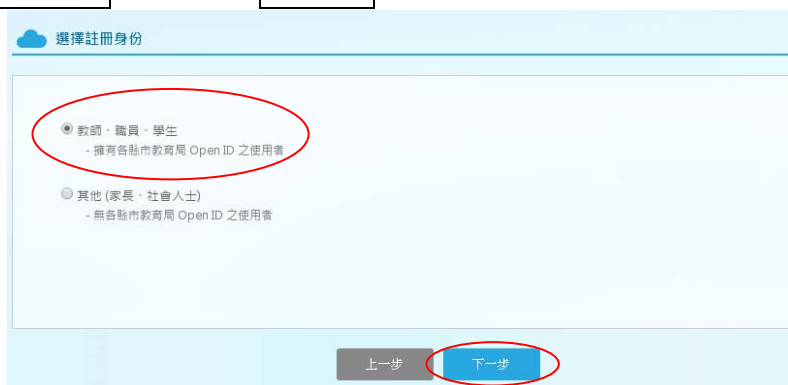 選擇註冊身份
教師、職員、學生
- 擁有各縣市教育局 Open ID 之使用者
其他 (家長、社會人士)
- 無各縣市教育局 Open ID 之使用者
上一步
下一步